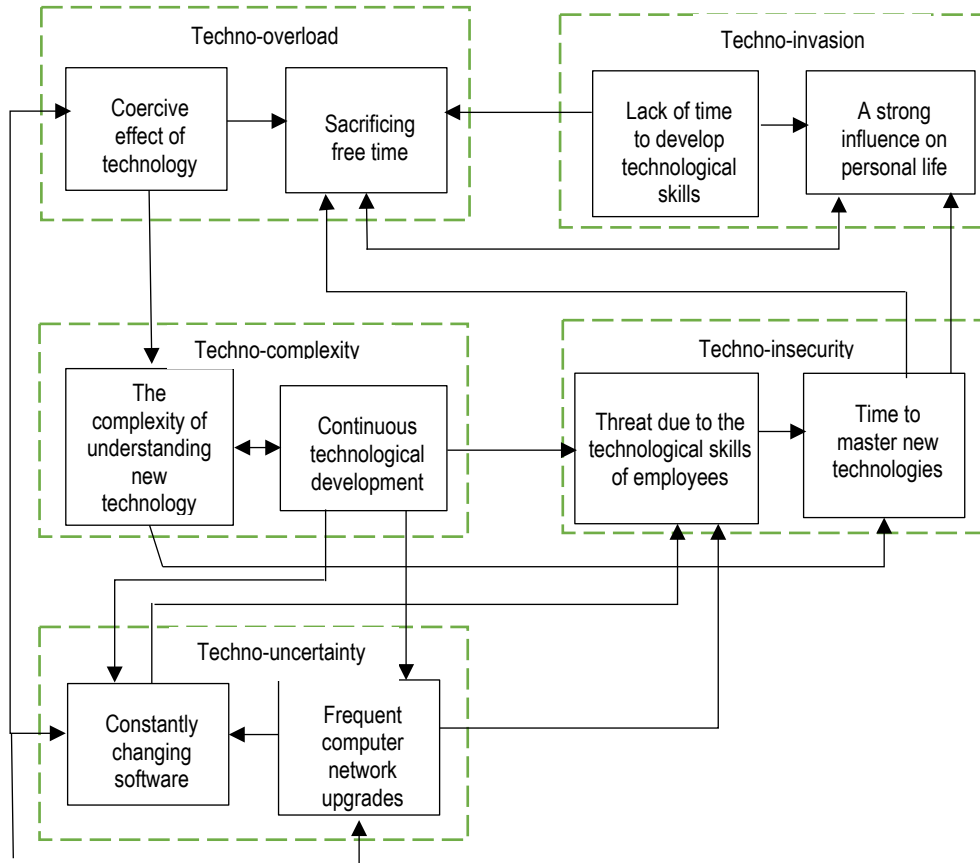 Techno-overload
Coercive
effect of
technology
Sacrificing
free time
Techno-invasion
Lack of time
to develop
technological
skills
A strong
influence on
personal life
Techno-complexity
The
complexity of
understanding
new
technology
Continuous
technological
development
Techno-insecurity
Threat due to the
technological skills
of employees
Time to
master new
technologies
Techno-uncertainty
Constantly
changing
software
Frequent
computer
network
upgrades